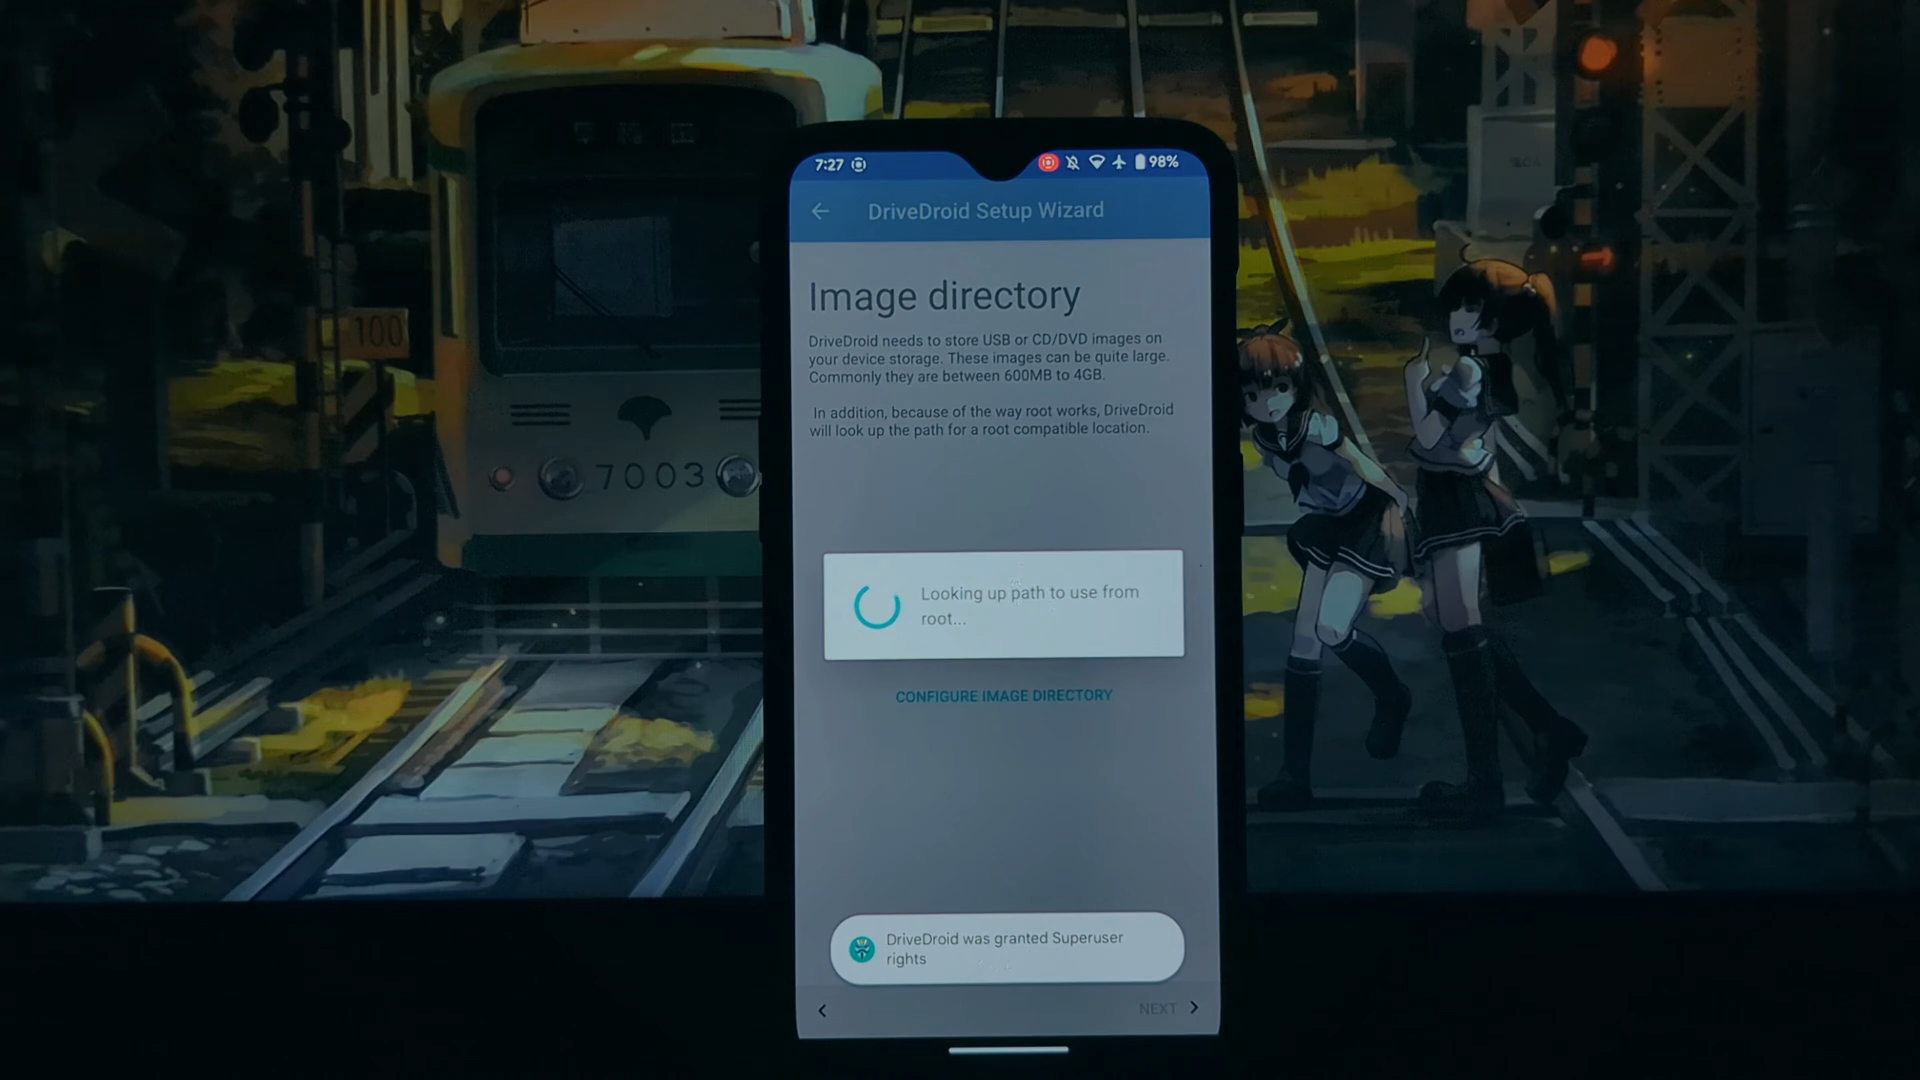 7:27
98%
DriveDroid Setup Wizard
Image directory
DriveDroid needs to store USB or CD/DVD images on
your device storage. These images can be quite large.
Commonly they are between 600MB to 4GB.
In addition, because of the way root works, DriveDroid
will look up the path for a root compatible location.
Looking up path to use from
root...
CONFIGURE IMAGE DIRECTORY
DriveDroid was granted Superuser
rights
NEXT
100
7003